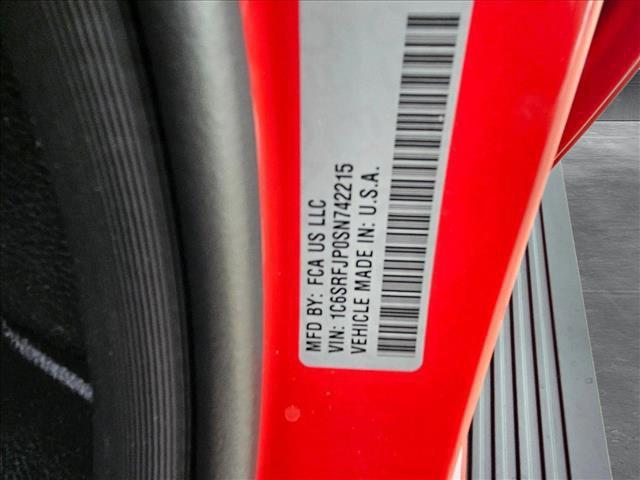 MFD BY: FCA US LLC
VIN: 1C6SRFJP0SN742215
VEHICLE MADE IN: U.S.A.